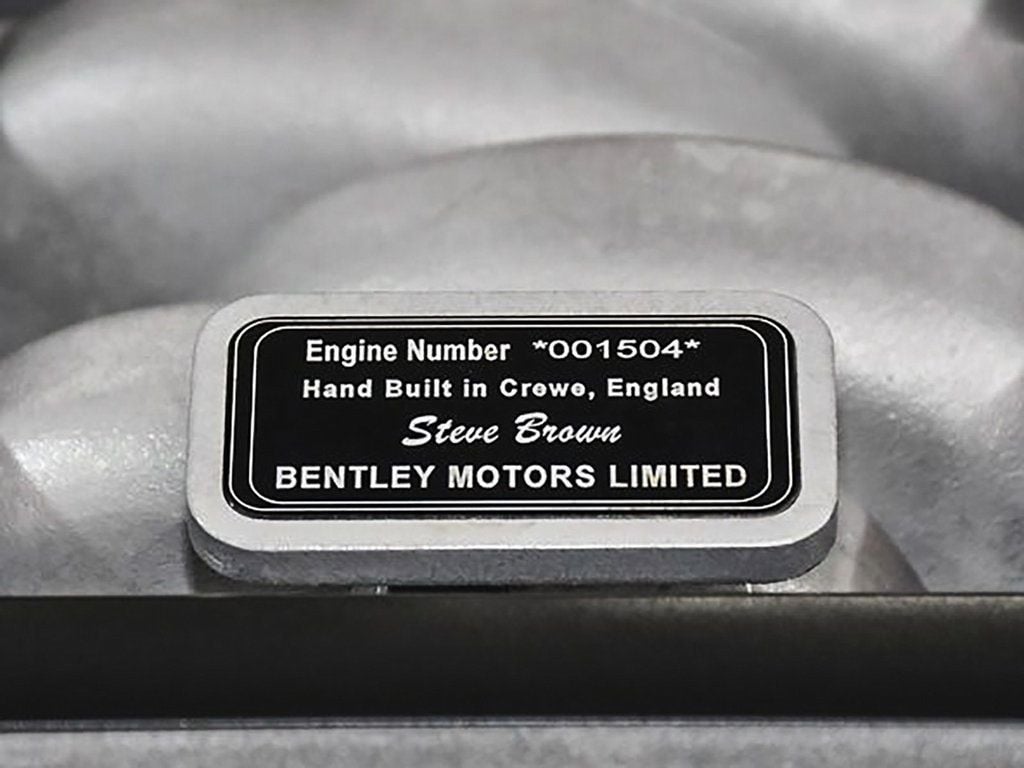 Engine Number *001504*
Hand Built in Crewe, England
Steve Brown
BENTLEY MOTORS LIMITED